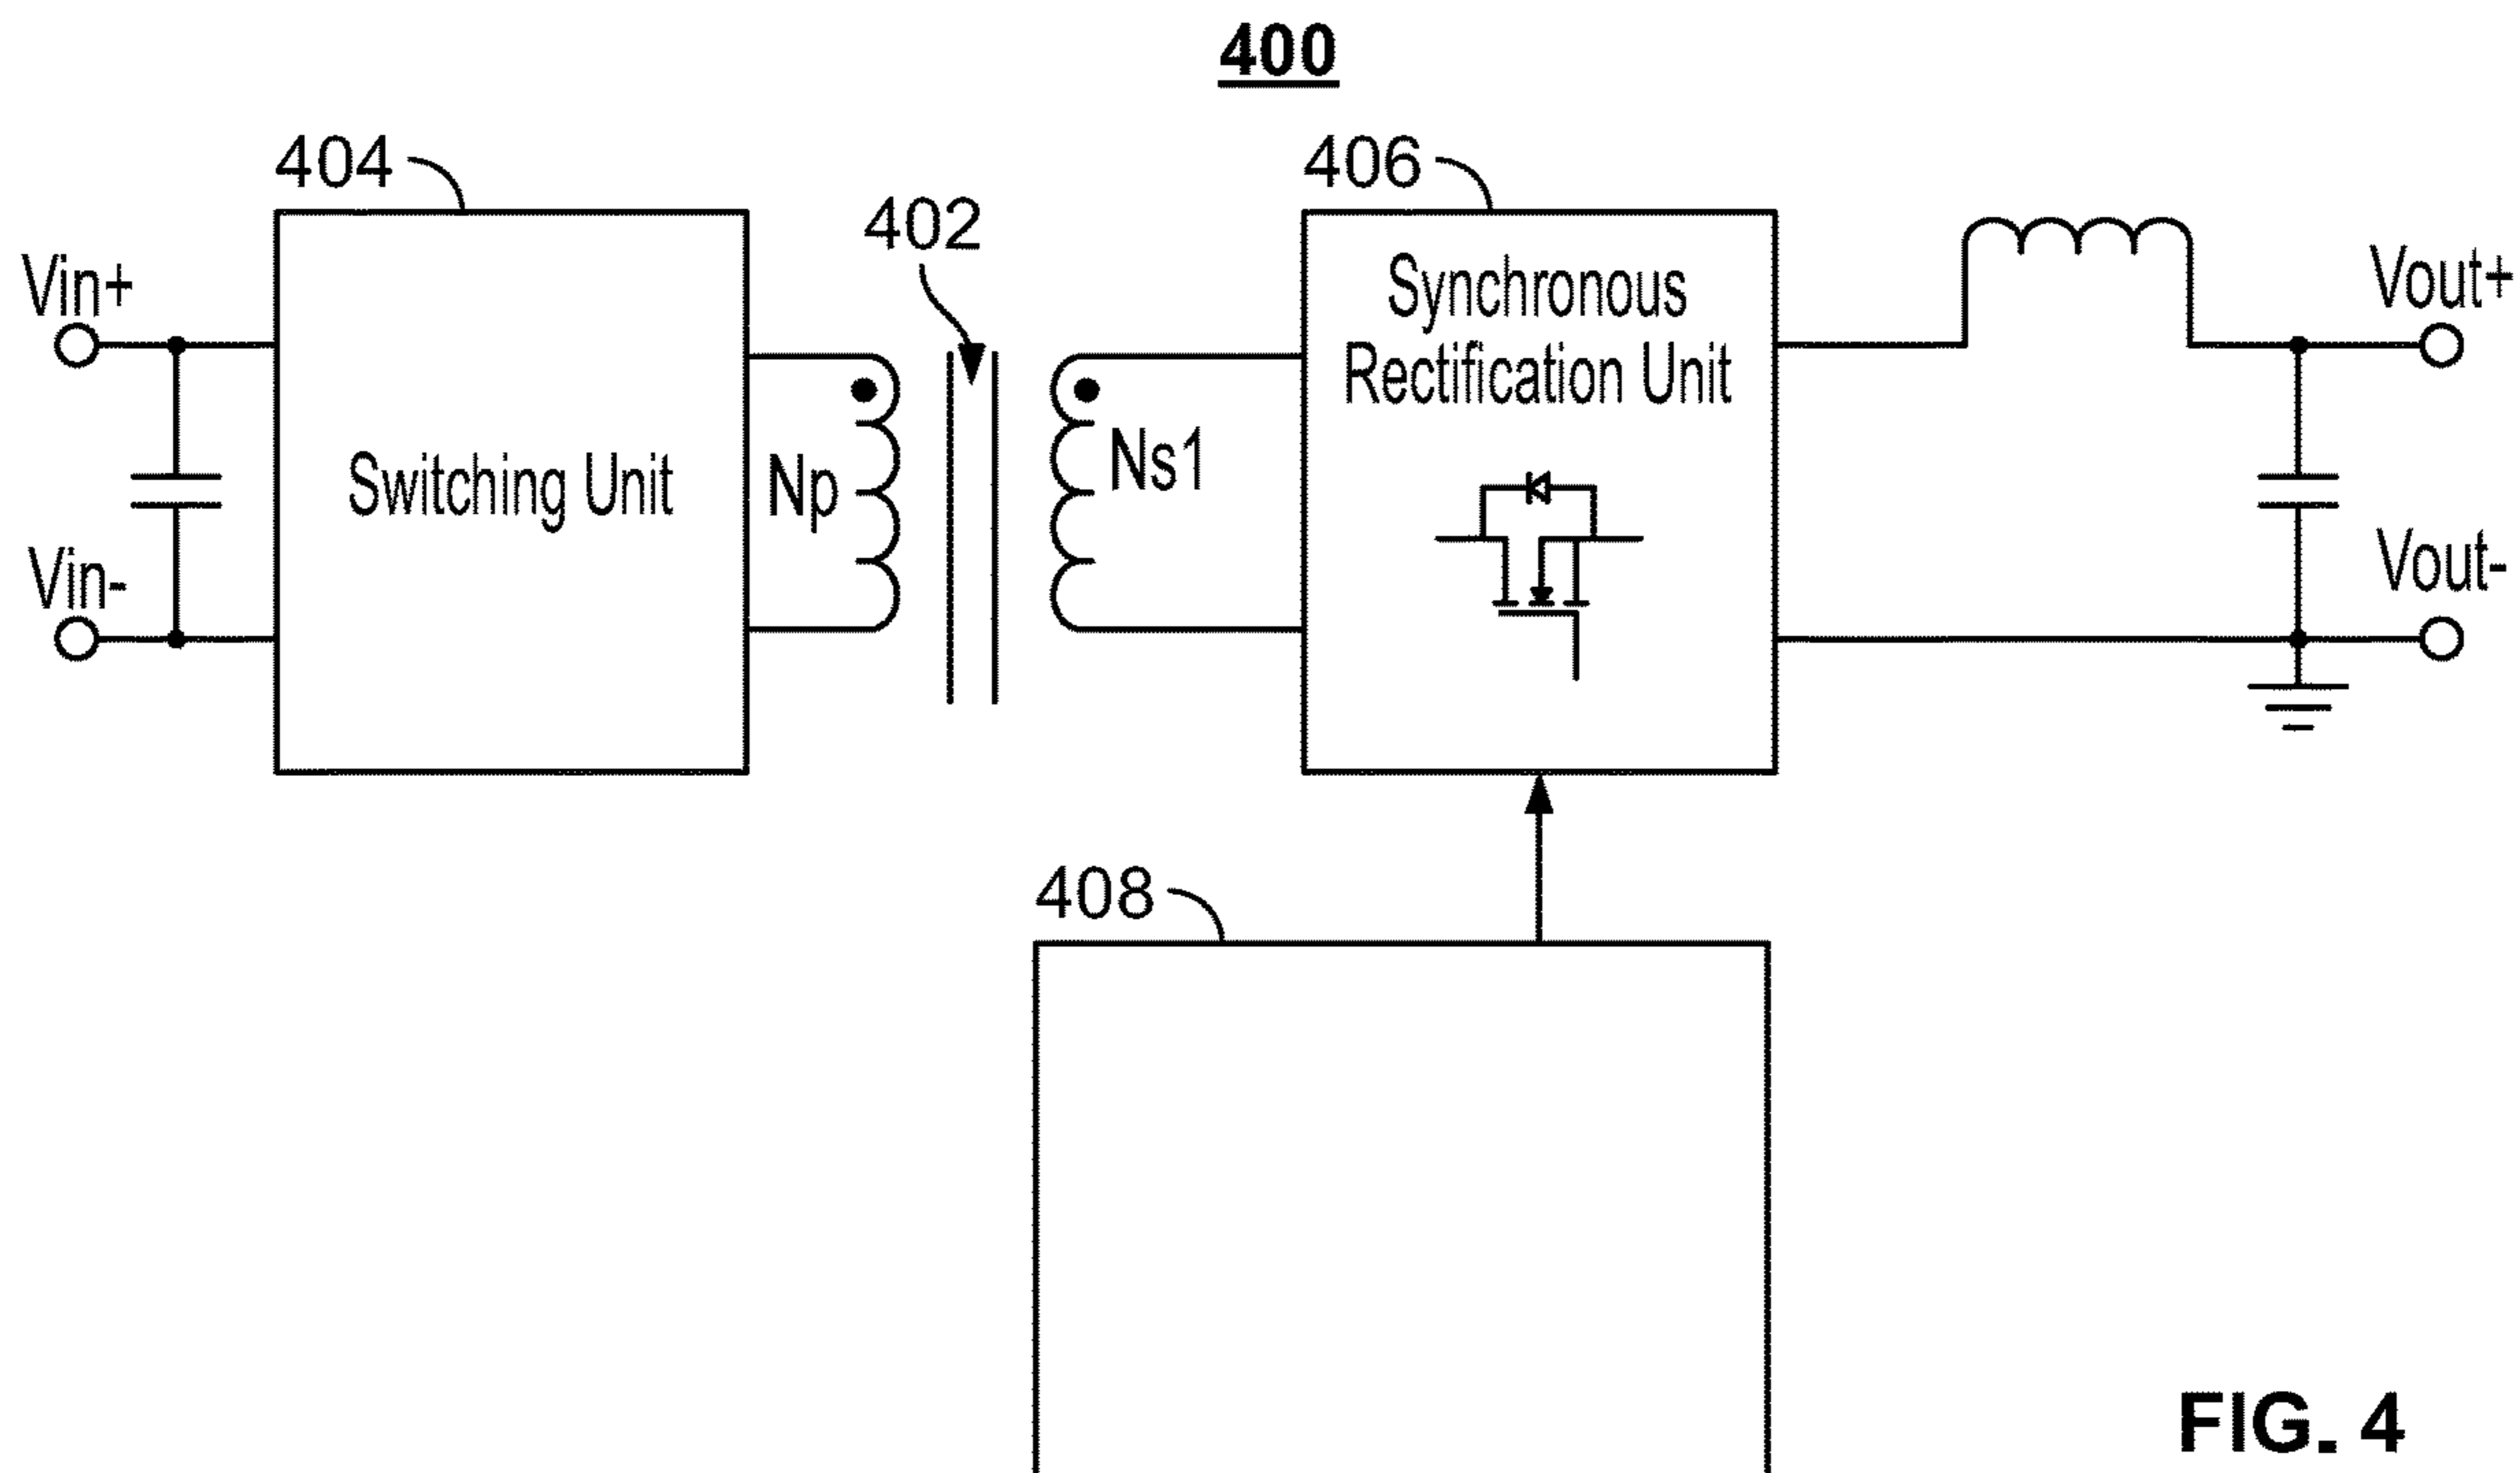 400
404
402
406
Vin+
Vin-
Switching Unit
Np
Ns1
Synchronous
Rectification Unit
Vout+
Vout-
408
FIG. 4